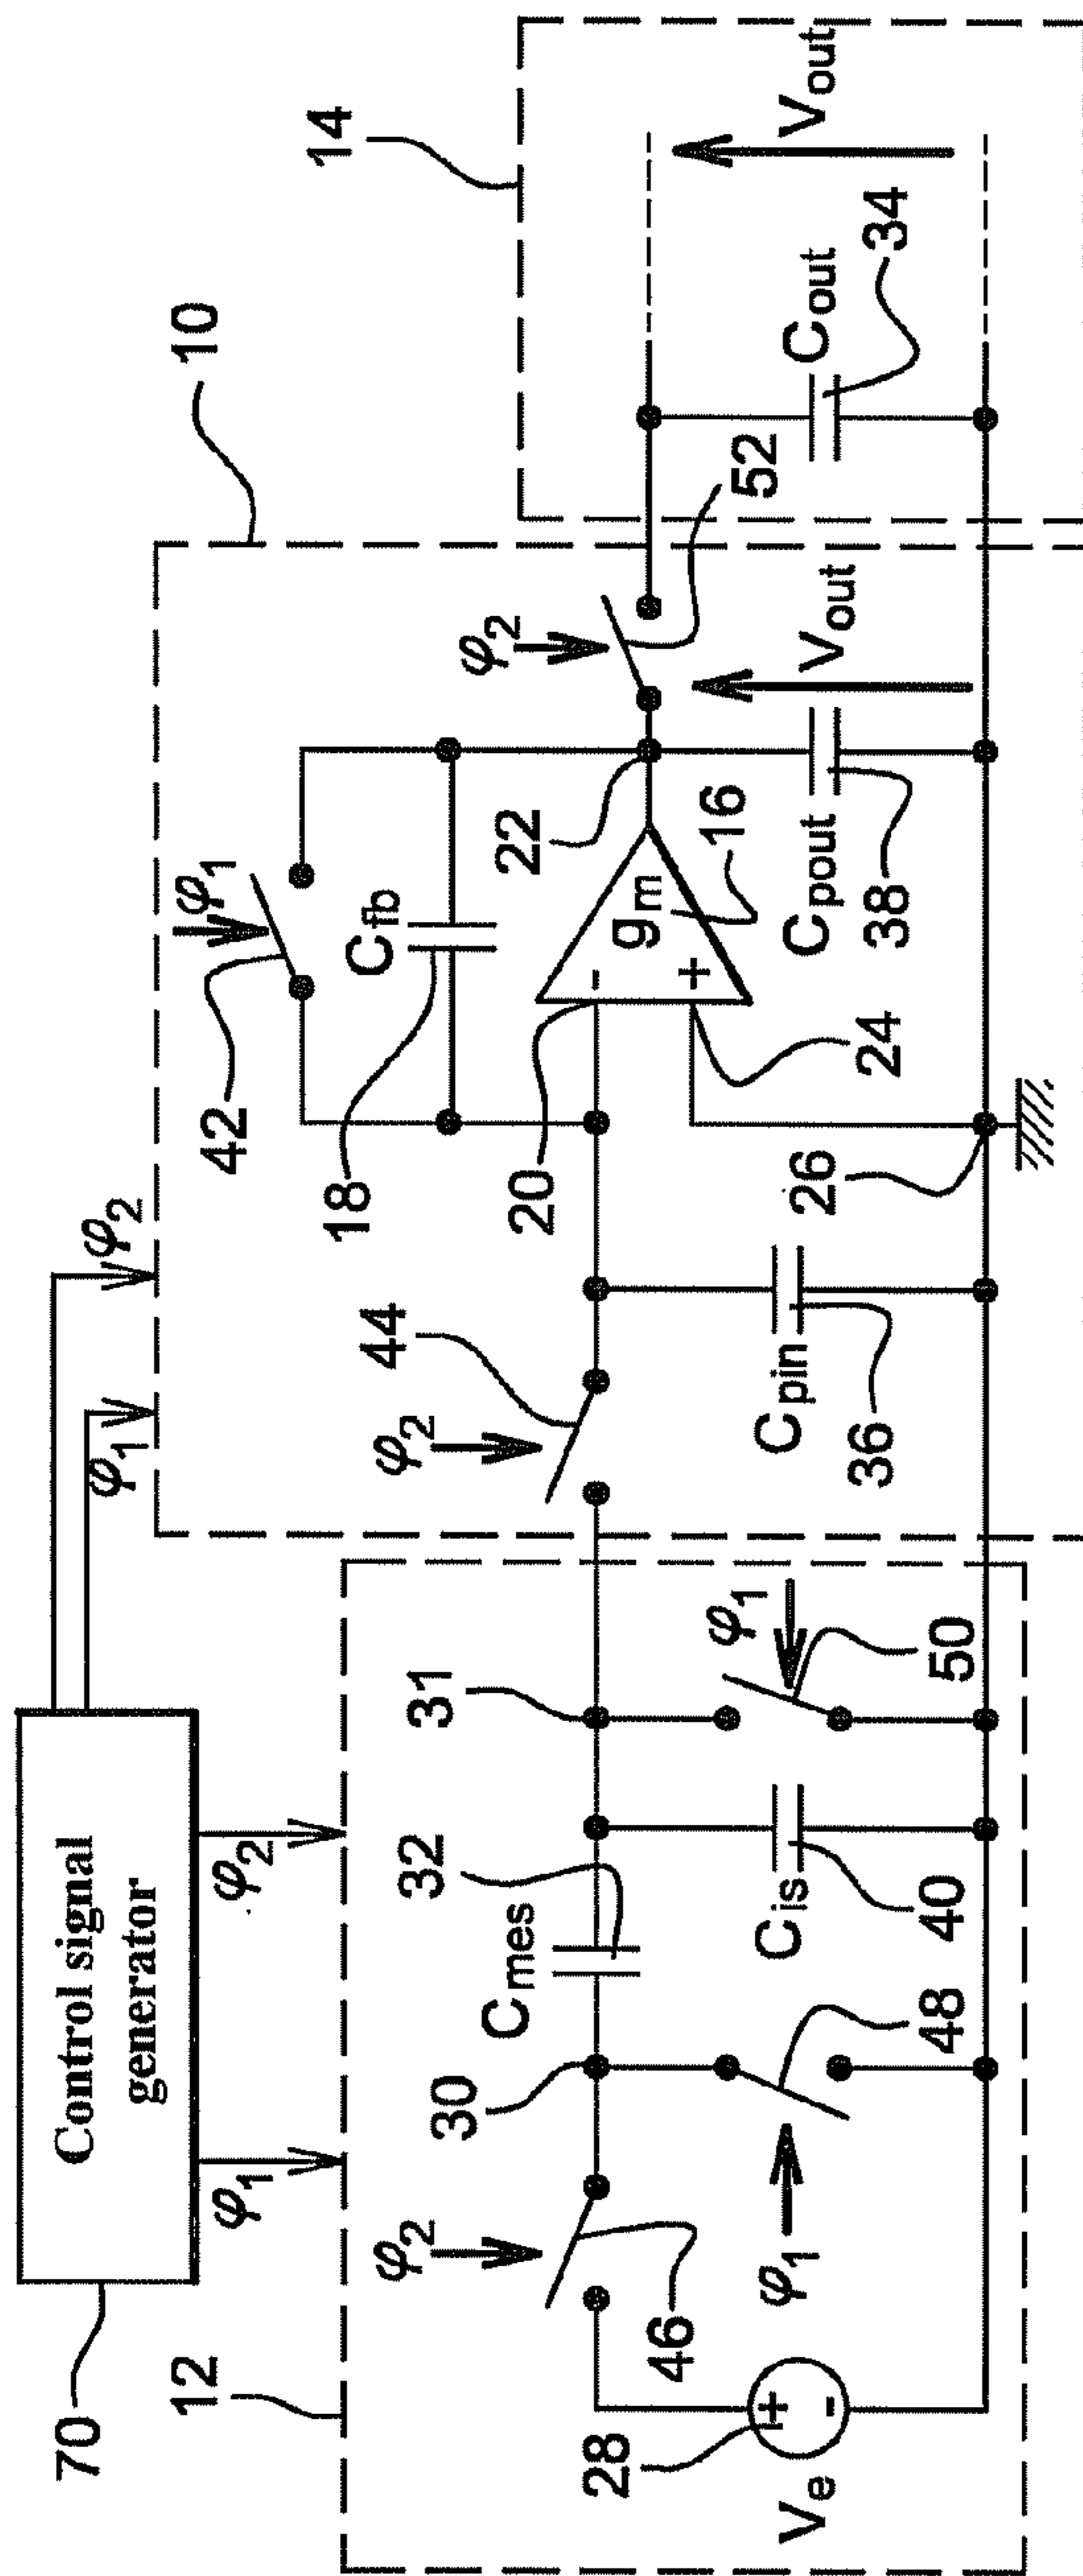 70
Control signal
generator
φ1
φ2
φ1
φ2
12
10
14
φ2
46
Ve
28
30
φ1
48
Cmes
32
Cis
40
31
φ1
50
φ2
44
Cpin
36
42
φ1
18
Cfb
20
gm
-
+
16
22
24
26
Cpout
38
Vout
φ2
52
Cout
34
Vout
+
-